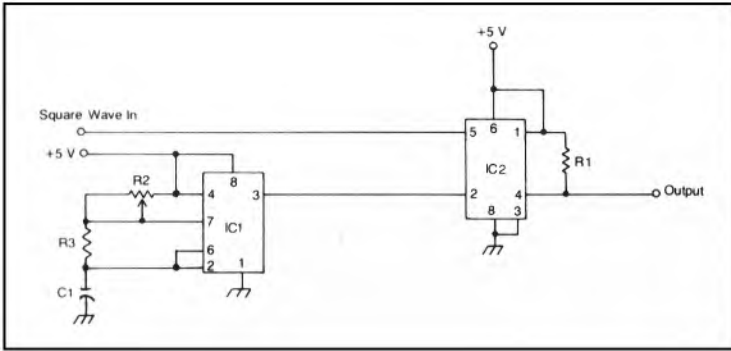 +5 V
Square Wave In
5 6 1
+5 V
R1
IC2
R2
8
4 3
2 4
Output
7
IC1
8 3
R3
6
2 1
C1